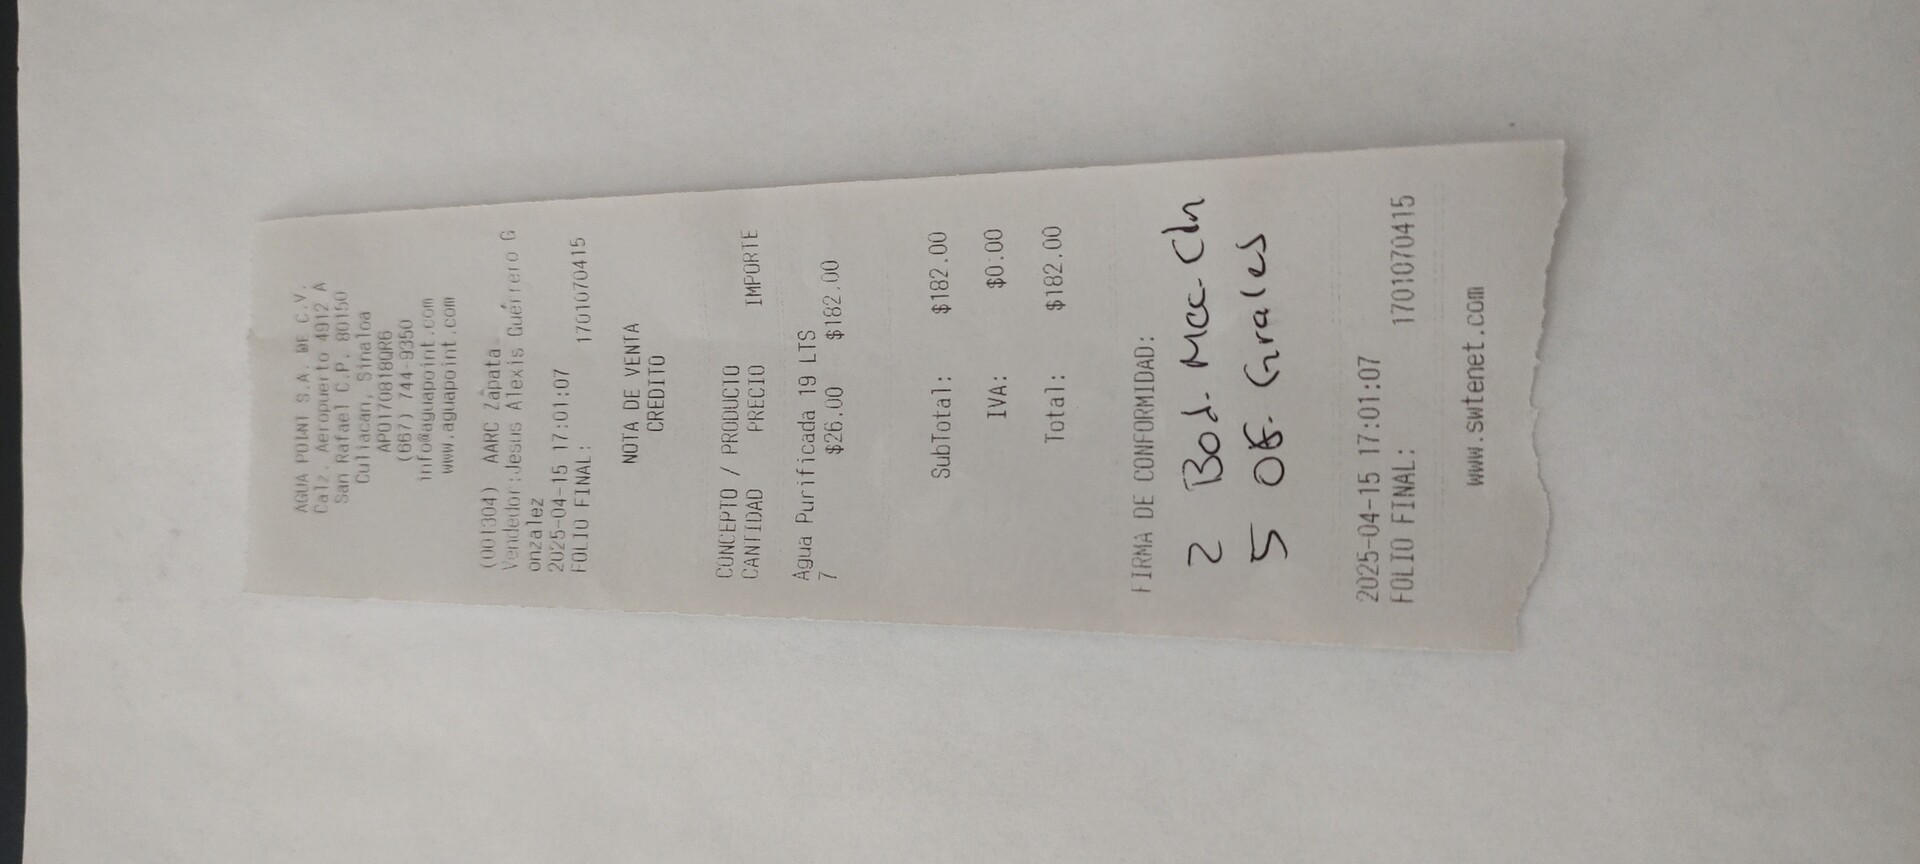 AGUA POINT S.A. DE C.V.
Calz. Aeropuerto 4912 A
San Rafael C.P. 80150
Culiacan, Sinaloa
APO170818QR6
(667) 744-9350
info@aguapoint.com
www.aguapoint.com
(001304) AARC Zapata
Vendedor:Jesus Alexis Guérrero G
onzalez
2025-04-15 17:01:07
FOLIO FINAL: 1701070415
NOTA DE VENTA
CREDITO
CONCEPTO / PRODUCTO
CANTIDAD PRECIO IMPORTE
Agua Purificada 19 LTS
7 $26.00 $182.00
SubTotal: $182.00
IVA: $0.00
Total: $182.00
FIRMA DE CONFORMIDAD:
2 Bod. Mcc-Cln
5 Of. Grales
2025-04-15 17:01:07
FOLIO FINAL: 1701070415
www.swtenet.com